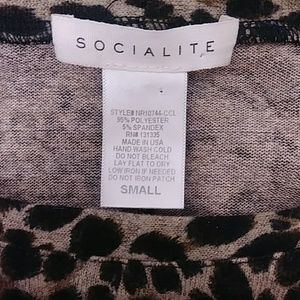 SOCIALITE
STYLE# NR10744-CCL
95% POLYESTER
5% SPANDEX
RN# 131335
MADE IN USA
HAND WASH COLD
DO NOT BLEACH
LAY FLAT TO DRY
LOW IRON IF NEEDED
DO NOT IRON PATCH
SMALL